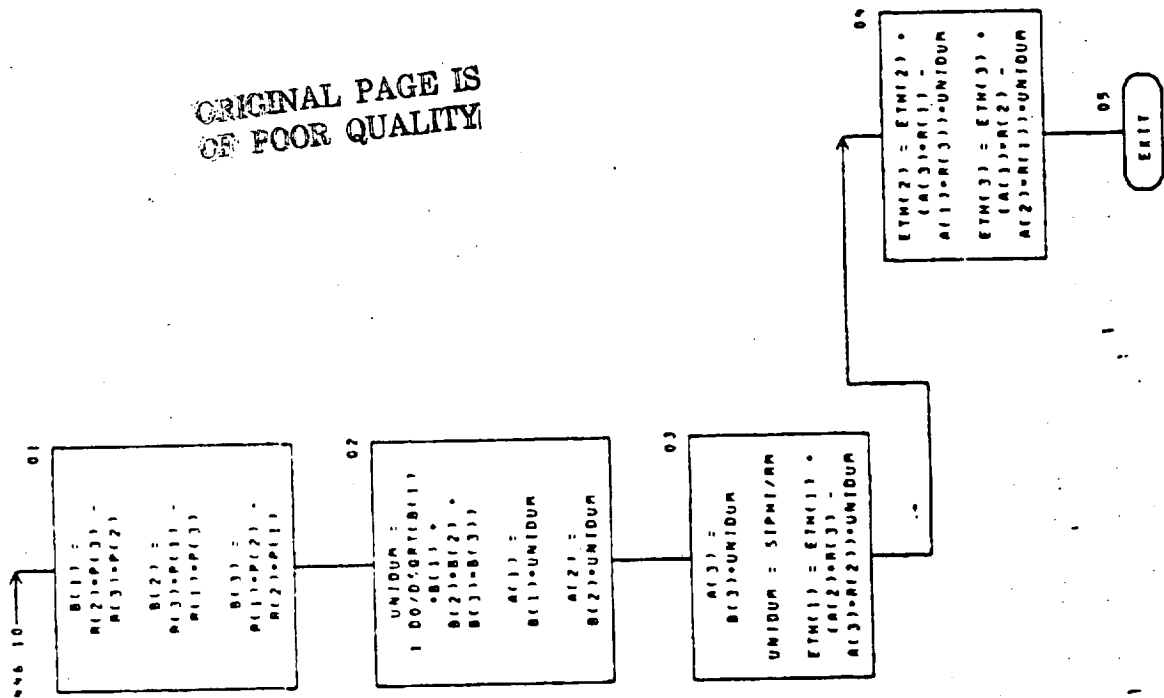 ORIGINAL PAGE IS
OF POOR QUALITY
01
B(1) =
R(2)*P(3) -
R(3)*P(2)
B(2) =
R(3)*P(1) -
R(1)*P(3)
B(3) =
R(1)*P(2) -
R(2)*P(1)
02
UNIDUM =
1 DO/DSQRT(B(1)
*B(1) +
B(2)*B(2) +
B(3)*B(3))
A(1) =
B(1)*UNIDUM
A(2) =
B(2)*UNIDUM
03
A(3) =
B(3)*UNIDUM
UNIDUM = SIPHI/RM
ETH(1) = ETH(1) +
(A(2)*R(3) -
A(3)*R(2))*UNIDUM
04
ETH(2) = ETH(2) +
(A(3)*R(1) -
A(1)*R(3))*UNIDUM
ETH(3) = ETH(3) +
(A(1)*R(2) -
A(2)*R(1))*UNIDUM
05
EXIT